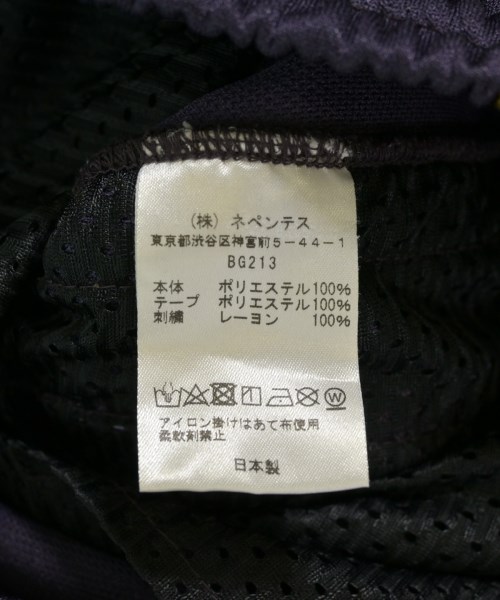 (株) ネペンテス
東京都渋谷区神宮前5-44-1
BG213
本体 ポリエステル100%
テープ ポリエステル100%
刺繍 レーヨン 100%
アイロン掛けはあて布使用
柔軟剤禁止
日本製